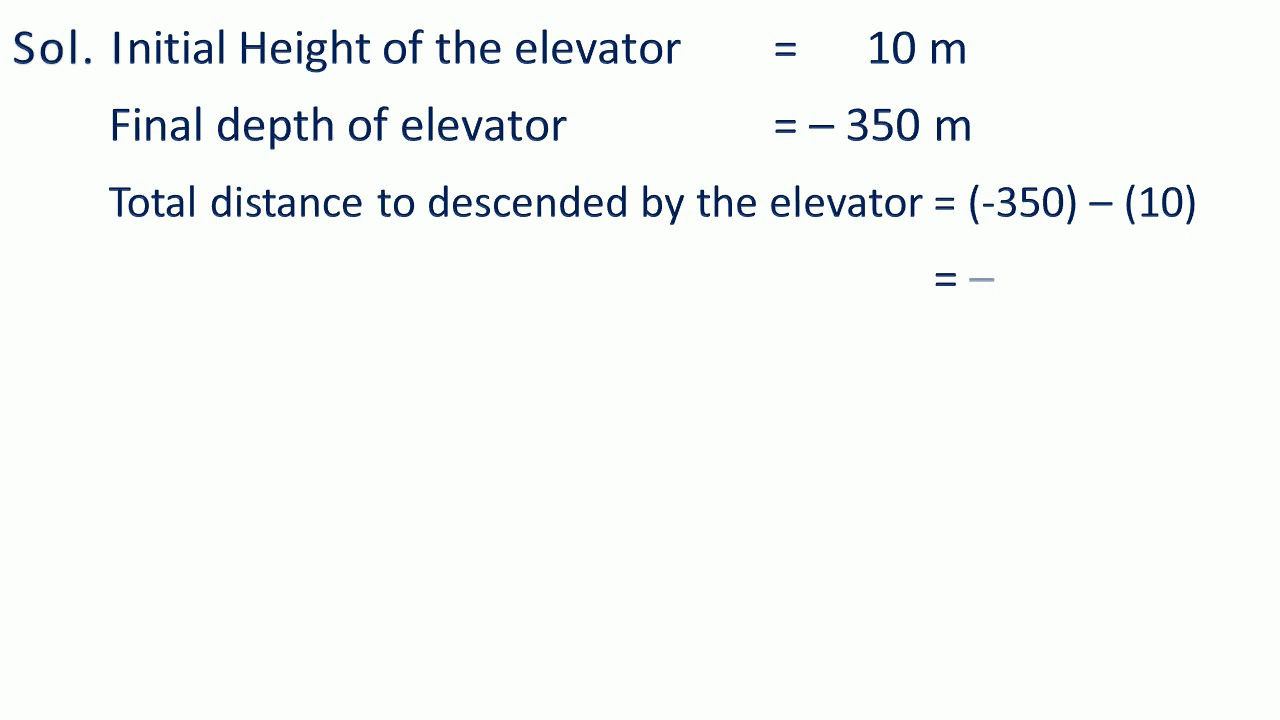 Sol. Initial Height of the elevator = 10 m
Final depth of elevator = – 350 m
Total distance to descended by the elevator = (-350) – (10)
= –